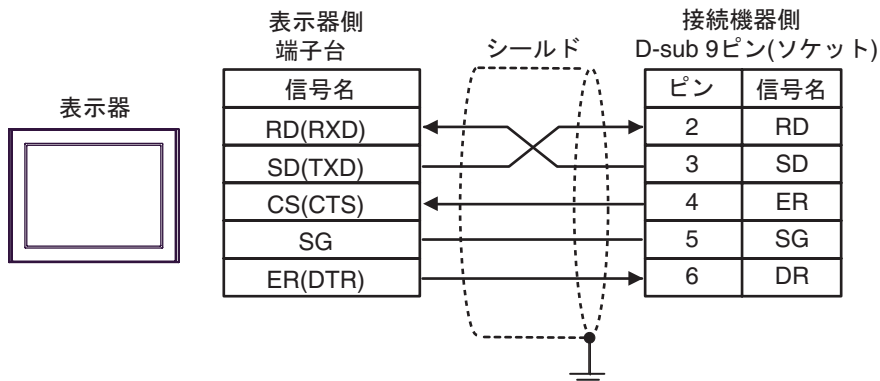 表示器
表示器側
端子台
シールド
接続機器側
D-sub 9ピン(ソケット)
信号名
ピン 信号名
RD(RXD) 2 RD
SD(TXD) 3 SD
CS(CTS) 4 ER
SG 5 SG
ER(DTR) 6 DR